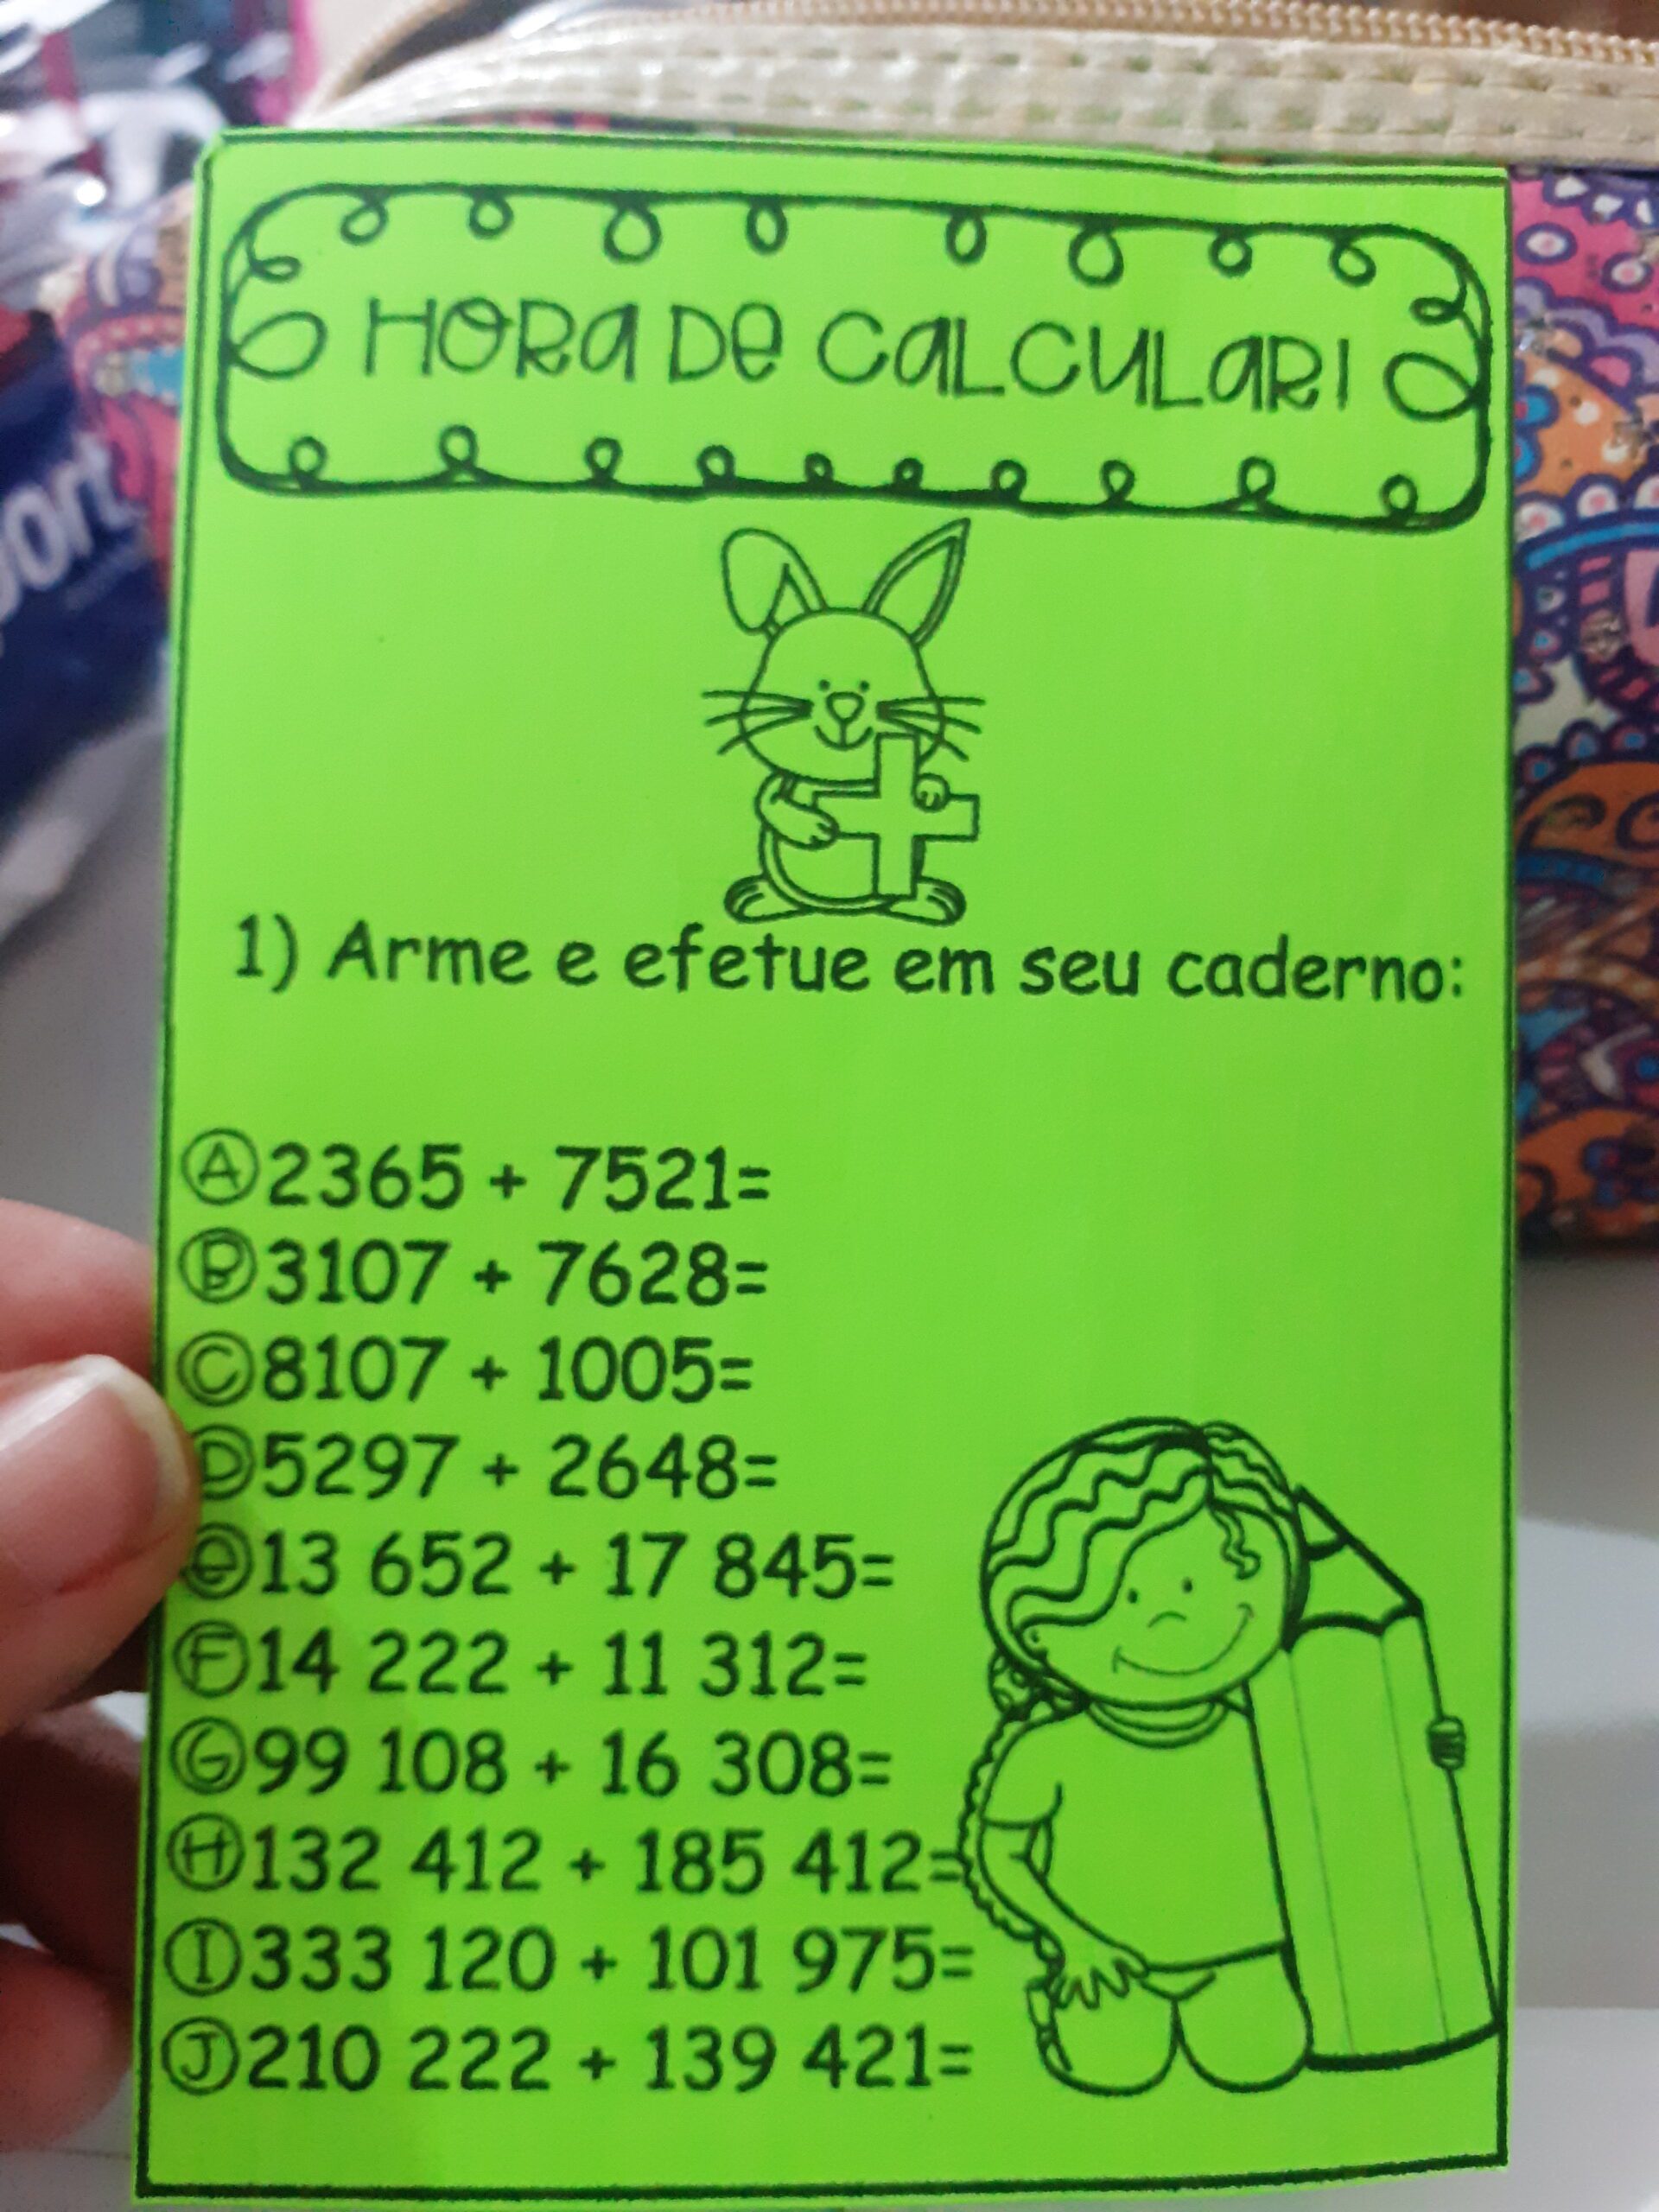 HORA DE CALCULAR!
1) Arme e efetue em seu caderno:
A 2365 + 7521=
B 3107 + 7628=
C 8107 + 1005=
D 5297 + 2648=
e 13 652 + 17 845=
F 14 222 + 11 312=
G 99 108 + 16 308=
H 132 412 + 185 412=
I 333 120 + 101 975=
J 210 222 + 139 421=